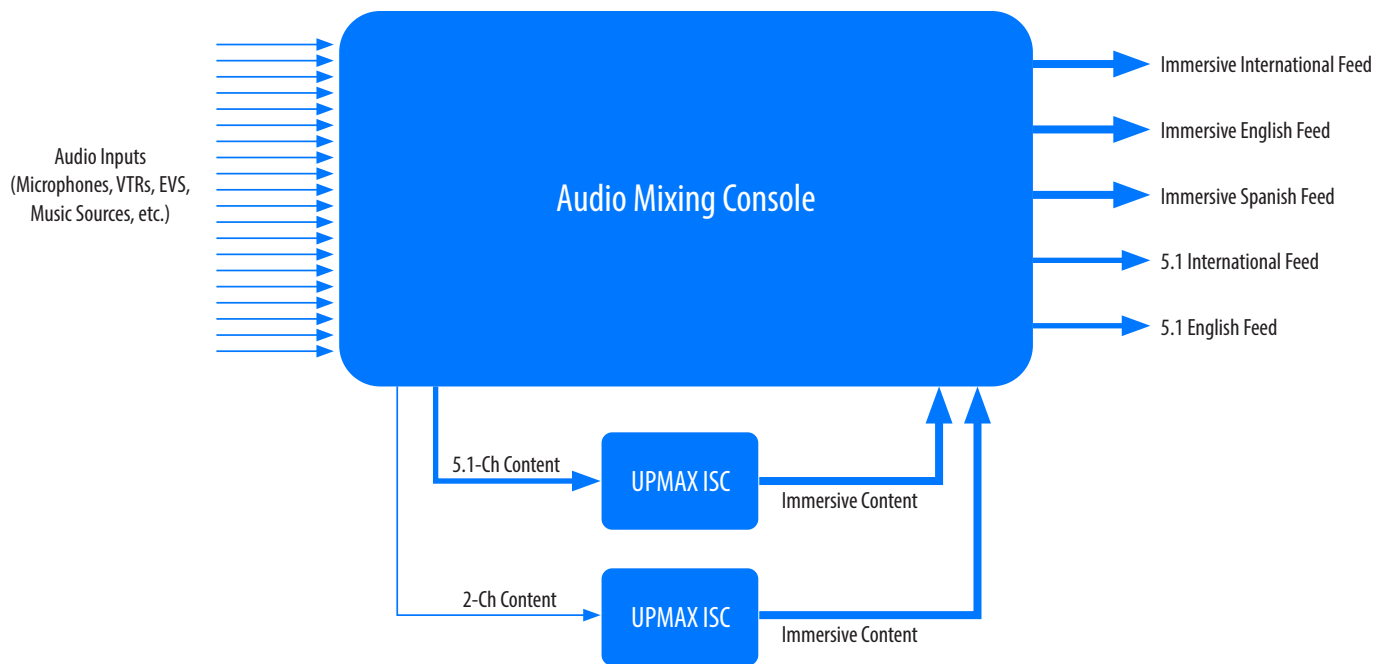 Audio Inputs
(Microphones, VTRs, EVS,
Music Sources, etc.)
Audio Mixing Console
Immersive International Feed
Immersive English Feed
Immersive Spanish Feed
5.1 International Feed
5.1 English Feed
5.1-Ch Content
UPMAX ISC
Immersive Content
2-Ch Content
UPMAX ISC
Immersive Content